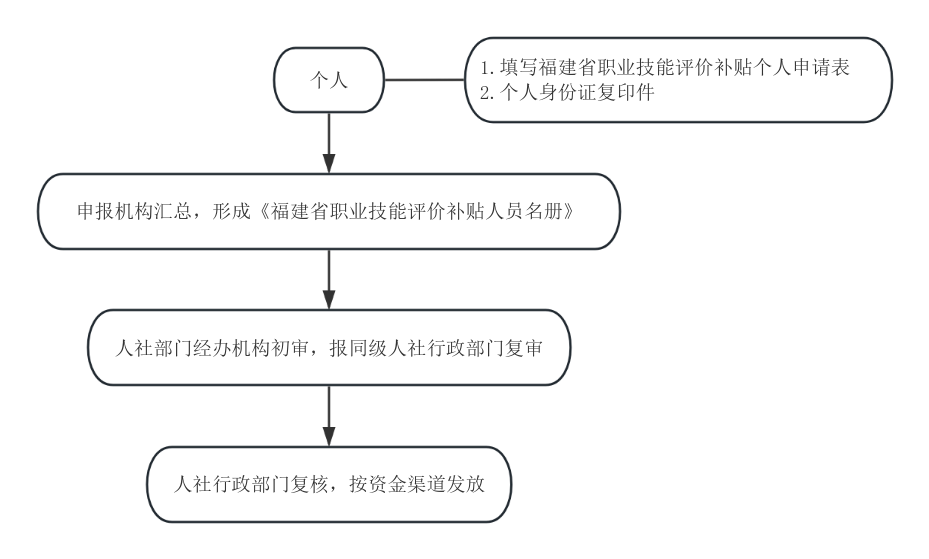 个人
1.填写福建省职业技能评价补贴个人申请表
2.个人身份证复印件
申报机构汇总，形成《福建省职业技能评价补贴人员名册》
人社部门经办机构初审，报同级人社行政部门复审
人社行政部门复核，按资金渠道发放